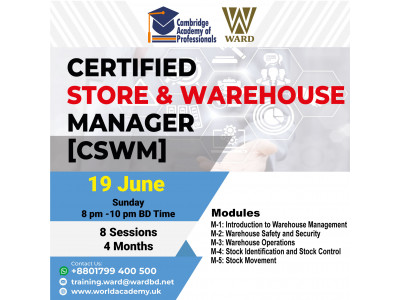 Cambridge
Academy of
Professionals
WARD
CERTIFIED
STORE & WAREHOUSE
MANAGER
[CSWM]
19 June
Sunday
8 pm -10 pm BD Time
8 Sessions
4 Months
Modules
M-1: Introduction to Warehouse Management
M-2: Warehouse Safety and Security
M-3: Warehouse Operations
M-4: Stock Identification and Stock Control
M-5: Stock Movement
Contact Us:
+8801799 400 500
training.ward@wardbd.net
www.worldacademy.uk